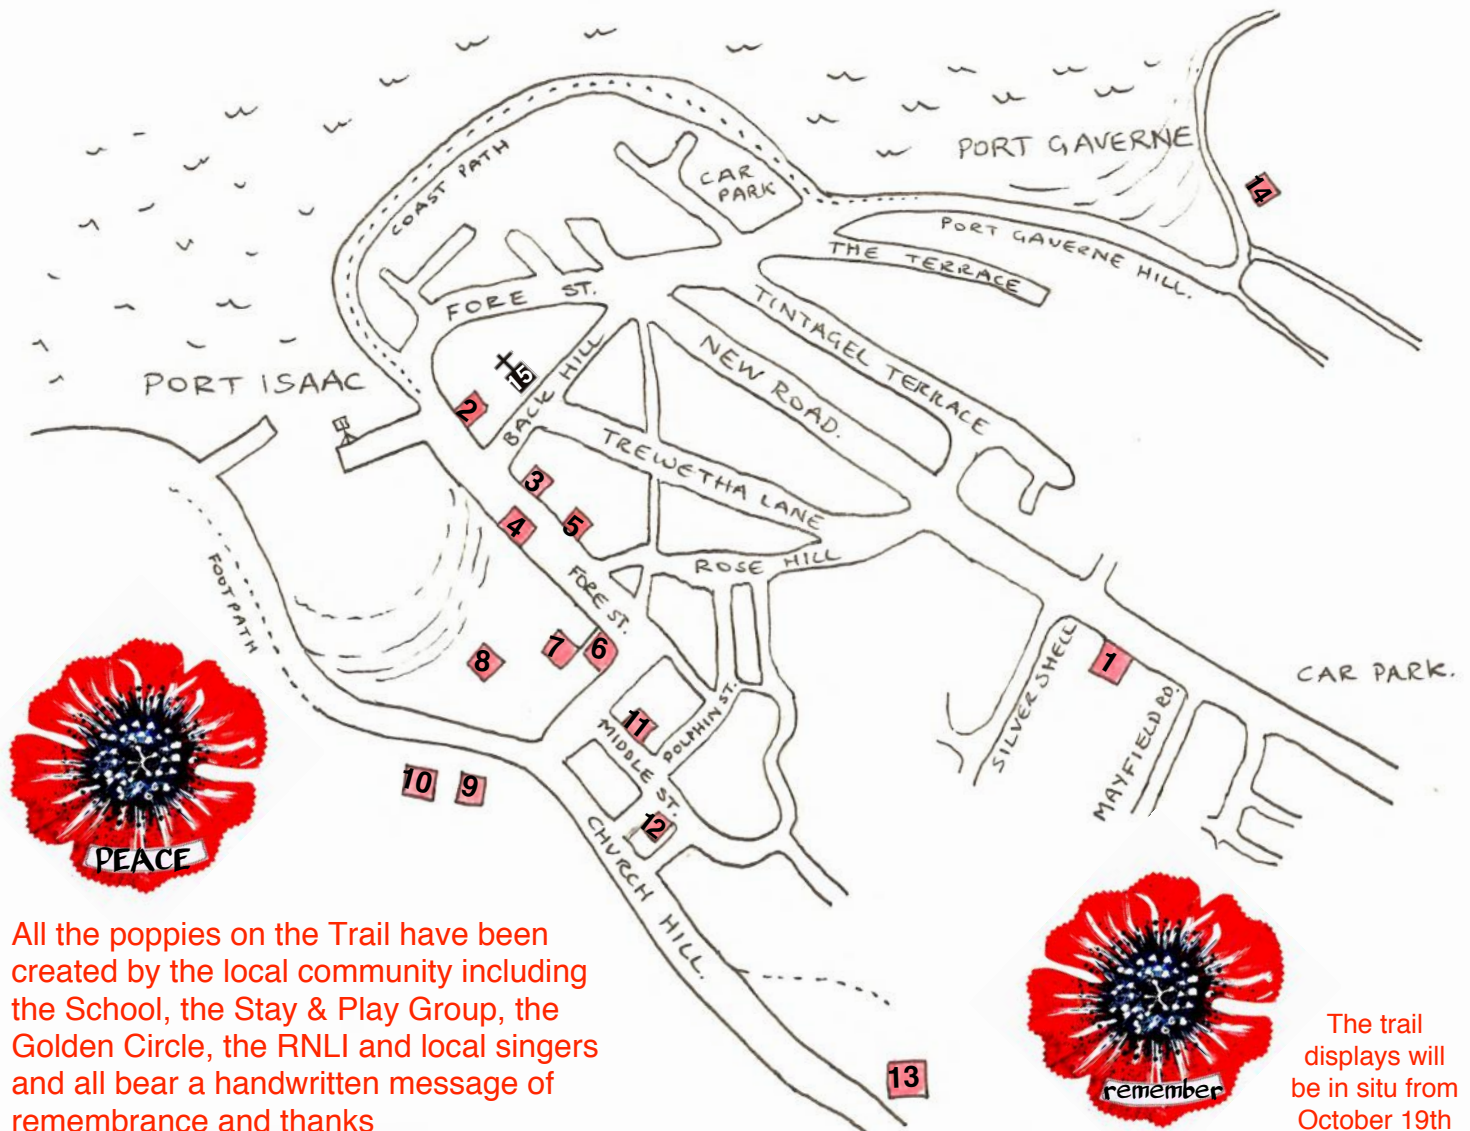 PORT GAVERNE
14
CAR
PARK
COAST PATH
PORT GAVERNE HILL.
THE TERRACE
FORE ST.
TINTAGEL TERRACE
NEW ROAD.
15
BACK HILL
PORT ISAAC
2
TREWETHA LANE
3
4
5
ROSE HILL
FORE ST.
FOOTPATH
6
7
8
1
SILVERSHELL
MAYFIELD RD.
CAR PARK.
11
MIDDLE ST.
DOLPHIN ST.
10
9
12
CHURCH HILL.
13
PEACE
remember
All the poppies on the Trail have been
created by the local community including
the School, the Stay & Play Group, the
Golden Circle, the RNLI and local singers
and all bear a handwritten message of
remembrance and thanks
The trail
displays will
be in situ from
October 19th